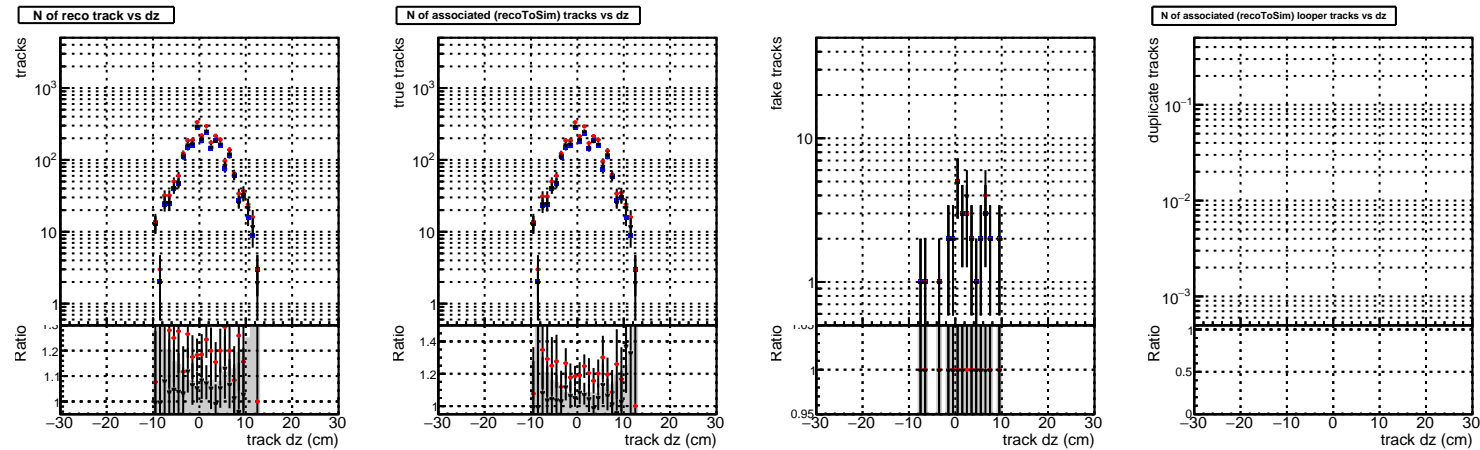 N of reco track vs dz
tracks
10³
10²
10
1
Ratio
1.3
1.2
1.1
1
−30 −20 −10 0 10 20 30
track dz (cm)
N of associated (recoToSim) tracks vs dz
true tracks
10³
10²
10
1
Ratio
1.4
1.2
1
−30 −20 −10 0 10 20 30
track dz (cm)
fake tracks
10
1
Ratio
1.05
1
0.95
−30 −20 −10 0 10 20 30
track dz (cm)
N of associated (recoToSim) looper tracks vs dz
duplicate tracks
10⁻¹
10⁻²
10⁻³
Ratio
1
0.5
0
−30 −20 −10 0 10 20 30
track dz (cm)